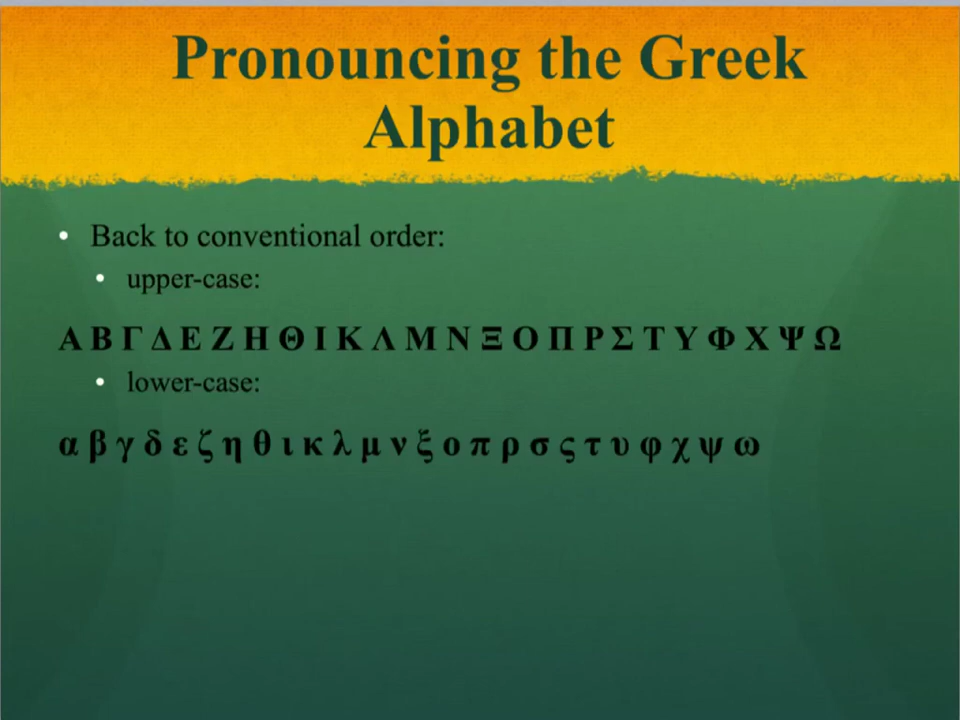 Pronouncing the Greek
Alphabet
• Back to conventional order:
• upper-case:
Α Β Γ Δ Ε Ζ Η Θ Ι Κ Λ Μ Ν Ξ Ο Π Ρ Σ Τ Υ Φ Χ Ψ Ω
• lower-case:
α β γ δ ε ζ η θ ι κ λ μ ν ξ ο π ρ σ ς τ υ φ χ ψ ω